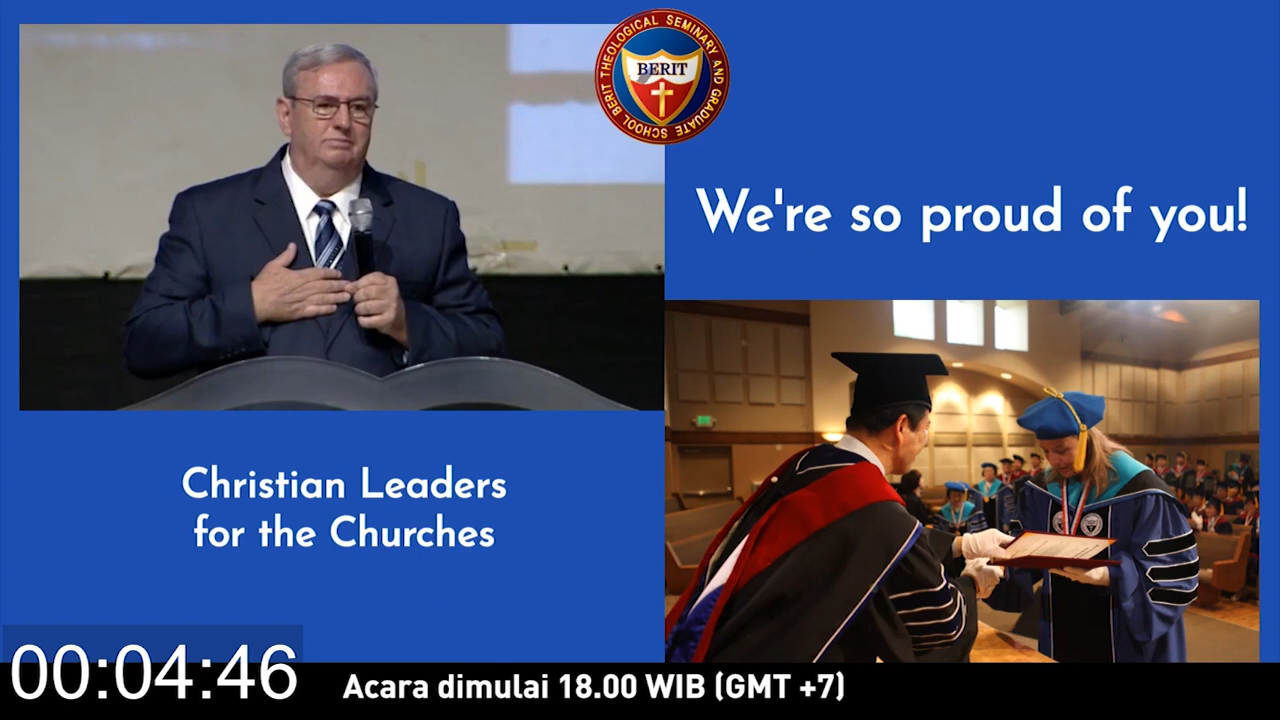 BERIT THEOLOGICAL SEMINARY AND GRADUATE SCHOOL
BERIT
We're so proud of you!
Christian Leaders
for the Churches
00:04:46
Acara dimulai 18.00 WIB (GMT +7)